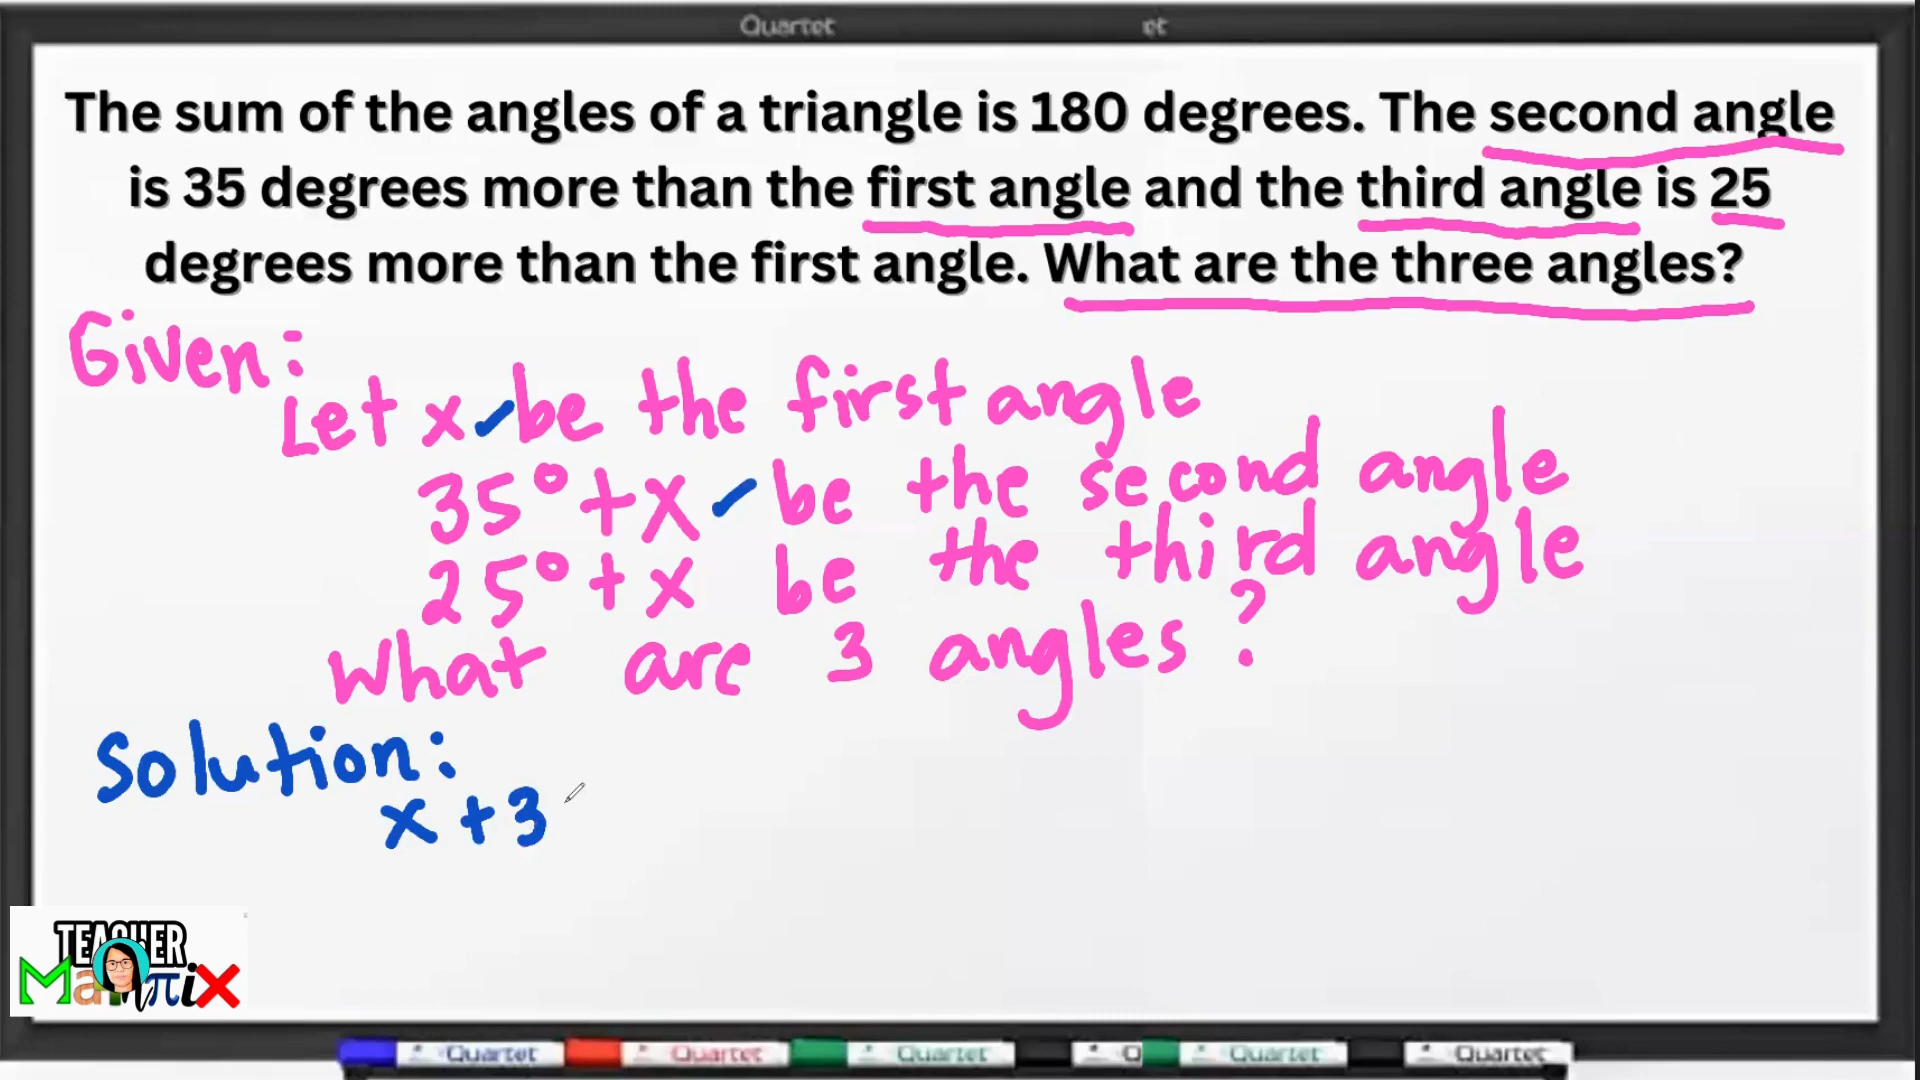 Quartet et
The sum of the angles of a triangle is 180 degrees. The second angle
is 35 degrees more than the first angle and the third angle is 25
degrees more than the first angle. What are the three angles?
Given:
Let x be the first angle
35° + x be the second angle
25° + x be the third angle
What are 3 angles?
Solution:
x + 3
TEACHER
Quartet Quartet Quartet Q Quartet Quartet